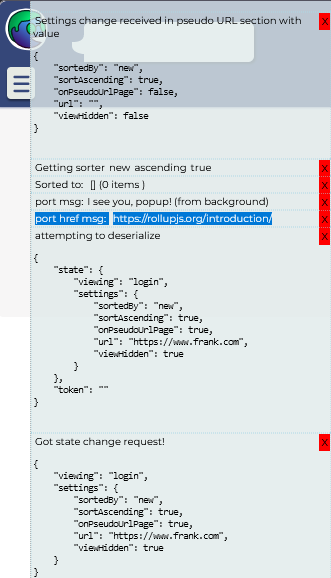 Settings change received in pseudo URL section with X
value
{
    "sortedBy": "new",
    "sortAscending": true,
    "onPseudoUrlPage": false,
    "url": "",
    "viewHidden": false
}
Getting sorter new ascending true X
Sorted to: [] (0 items ) X
port msg: I see you, popup! (from background) X
port href msg: https://rollupjs.org/introduction/ X
attempting to deserialize X
{
    "state": {
        "viewing": "login",
        "settings": {
            "sortedBy": "new",
            "sortAscending": true,
            "onPseudoUrlPage": true,
            "url": "https://www.frank.com",
            "viewHidden": true
        }
    },
    "token": ""
}
Got state change request! X
{
    "viewing": "login",
    "settings": {
        "sortedBy": "new",
        "sortAscending": true,
        "onPseudoUrlPage": true,
        "url": "https://www.frank.com",
        "viewHidden": true
    }
}